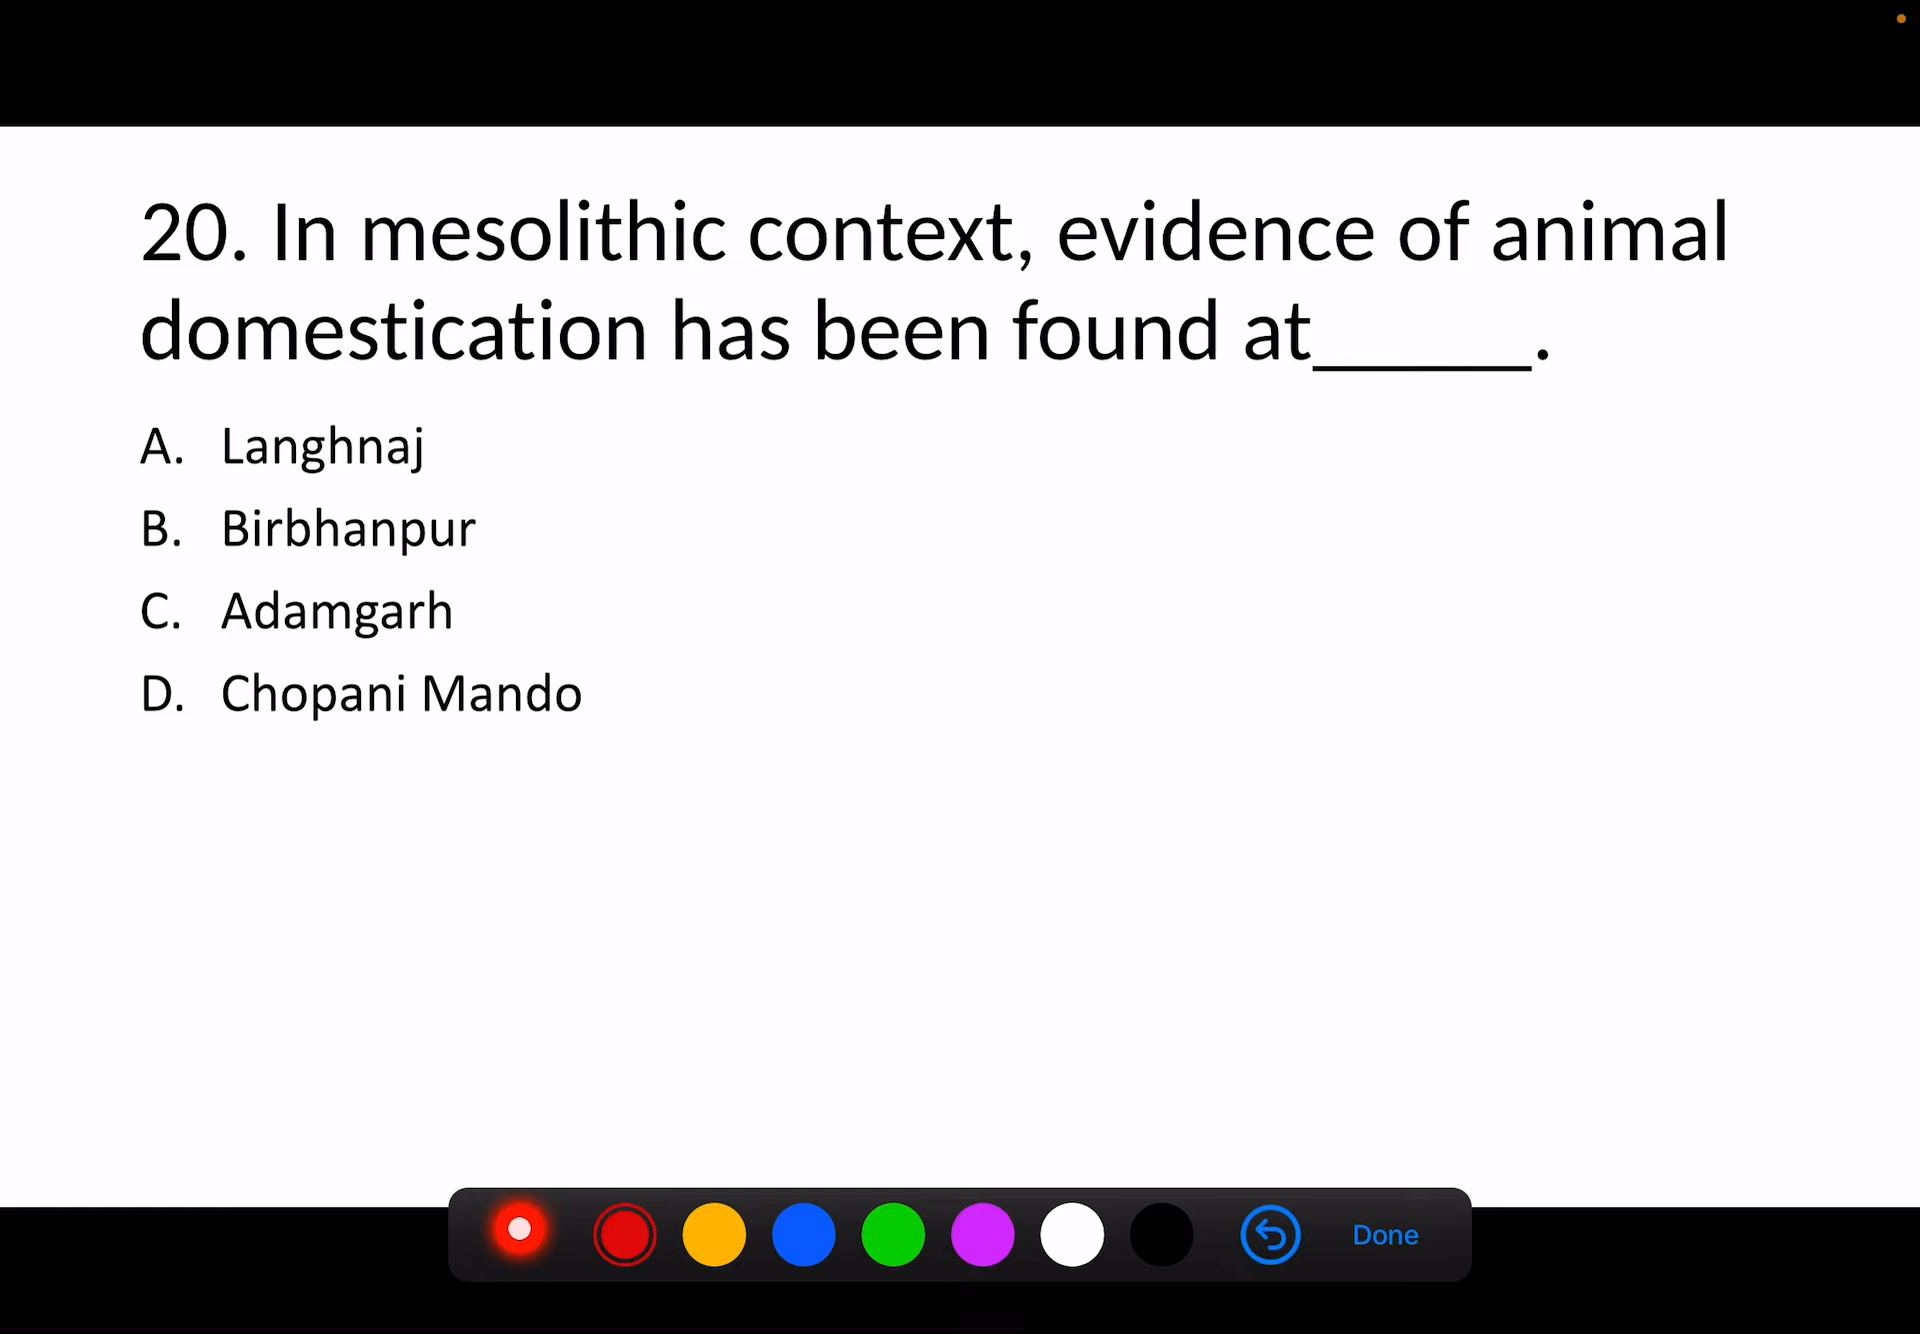 20. In mesolithic context, evidence of animal
domestication has been found at______.
A. Langhnaj
B. Birbhanpur
C. Adamgarh
D. Chopani Mando
Done